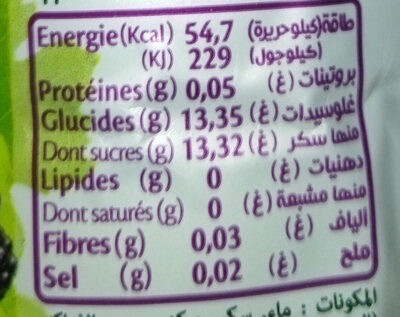 Energie(Kcal) 54,7 طاقة(كيلوحريرة)
(KJ) 229 (كيلوجول)
Protéines(g) 0,05 بروتينات (غ)
Glucides(g) 13,35 غلوسيدات(غ)
Dont sucres(g) 13,32 منها سكر (غ)
Lipides (g) 0 دهنيات (غ)
Dont saturés(g) 0 منها مشبعة (غ)
Fibres(g) 0,03 ألياف (غ)
Sel (g) 0,02 ملح (غ)
المكونات : ماء،